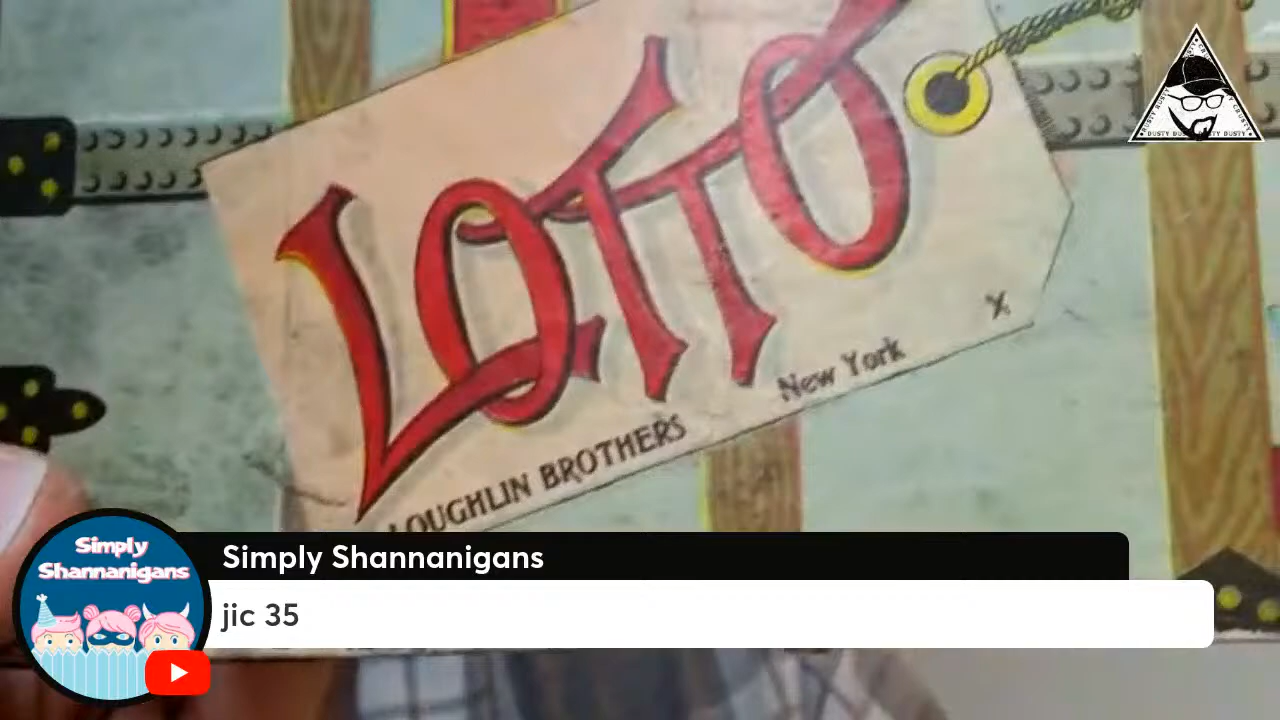 LOTTO
LOUGHLIN BROTHERS
New York
X
Simply
Shannanigans
Simply Shannanigans
jic 35